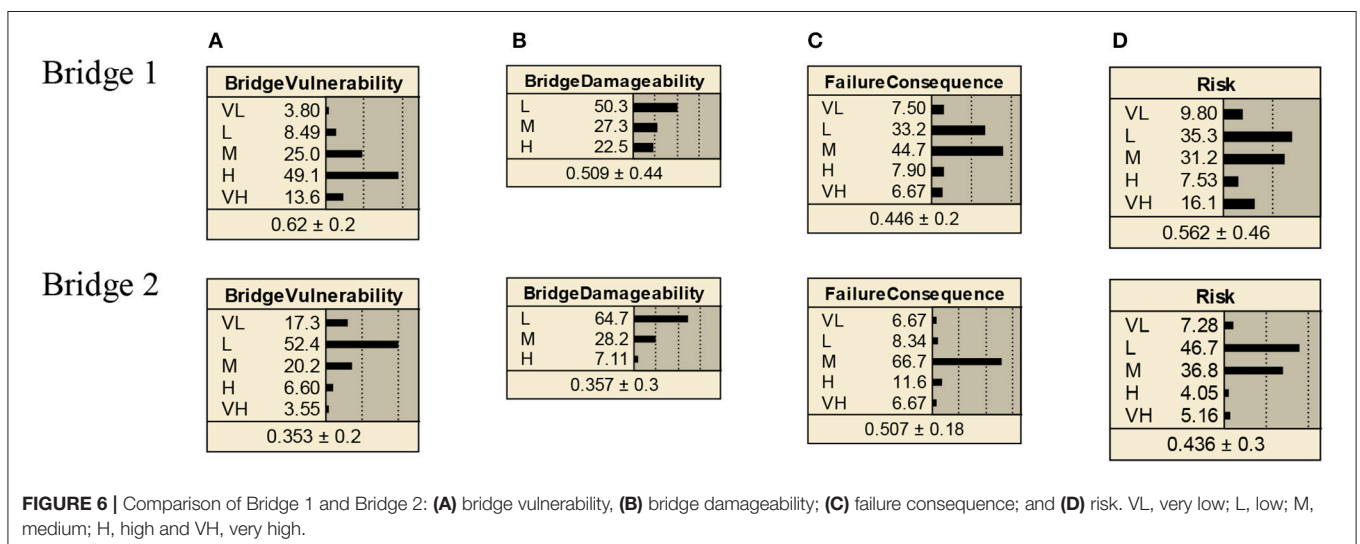 A B C D
Bridge 1
BridgeVulnerability
VL 3.80
L 8.49
M 25.0
H 49.1
VH 13.6
0.62 ± 0.2
BridgeDamageability
L 50.3
M 27.3
H 22.5
0.509 ± 0.44
FailureConsequence
VL 7.50
L 33.2
M 44.7
H 7.90
VH 6.67
0.446 ± 0.2
Risk
VL 9.80
L 35.3
M 31.2
H 7.53
VH 16.1
0.562 ± 0.46
Bridge 2
BridgeVulnerability
VL 17.3
L 52.4
M 20.2
H 6.60
VH 3.55
0.353 ± 0.2
BridgeDamageability
L 64.7
M 28.2
H 7.11
0.357 ± 0.3
FailureConsequence
VL 6.67
L 8.34
M 66.7
H 11.6
VH 6.67
0.507 ± 0.18
Risk
VL 7.28
L 46.7
M 36.8
H 4.05
VH 5.16
0.436 ± 0.3
FIGURE 6 | Comparison of Bridge 1 and Bridge 2: (A) bridge vulnerability, (B) bridge damageability; (C) failure consequence; and (D) risk. VL, very low; L, low; M,
medium; H, high and VH, very high.